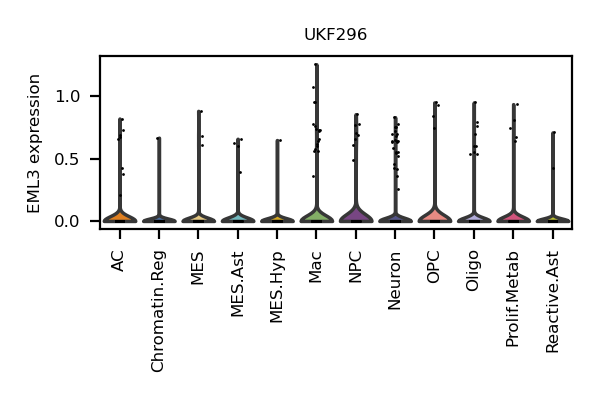 UKF296
EML3 expression
1.0
0.5
0.0
AC
Chromatin.Reg
MES
MES.Ast
MES.Hyp
Mac
NPC
Neuron
OPC
Oligo
Prolif.Metab
Reactive.Ast